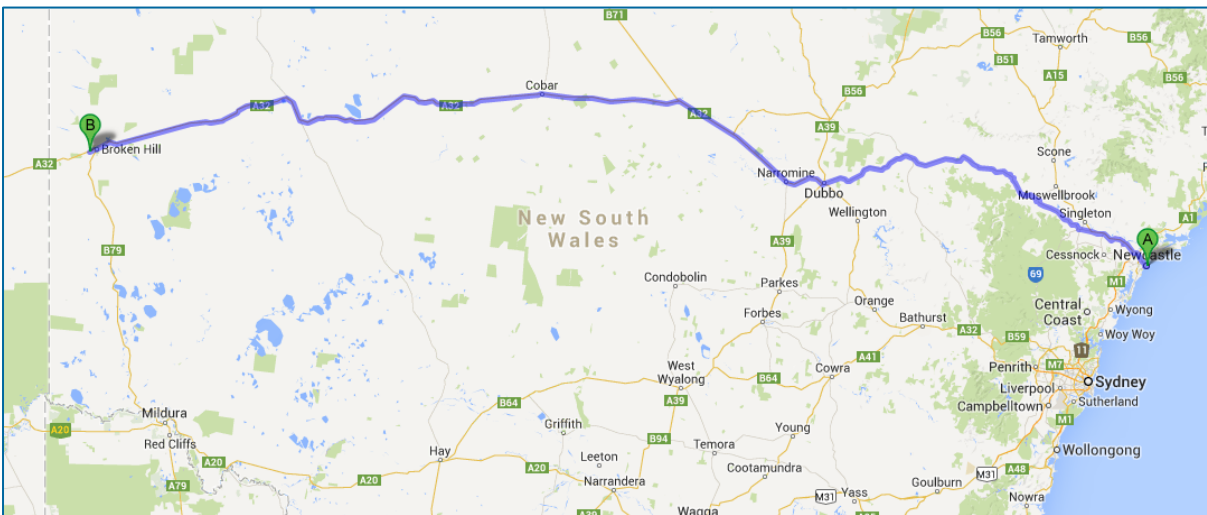 B71
B56
B56
Tamworth
B51
A15
B56
Cobar
A32
A32
B56
A32
A39
B
Broken Hill
A32
Scone
Narromine
Dubbo
Muswellbrook
Singleton
A1
Wellington
New South
Wales
A
Newcastle
Cessnock
B79
A39
69
M1
Condobolin
Parkes
Central
Coast
Wyong
Orange
Forbes
Bathurst
A32
B59
Woy Woy
11
West
Wyalong
A41
Penrith
M7
B64
Cowra
Sydney
Liverpool
Sutherland
A39
B64
Campbelltown
M1
Mildura
A20
Red Cliffs
Griffith
B94
Temora
Young
Hay
Wollongong
A20
Leeton
A20
Cootamundra
M31
A48
A79
A20
Narrandera
M31
Yass
Goulburn
Nowra
A39
Wagga